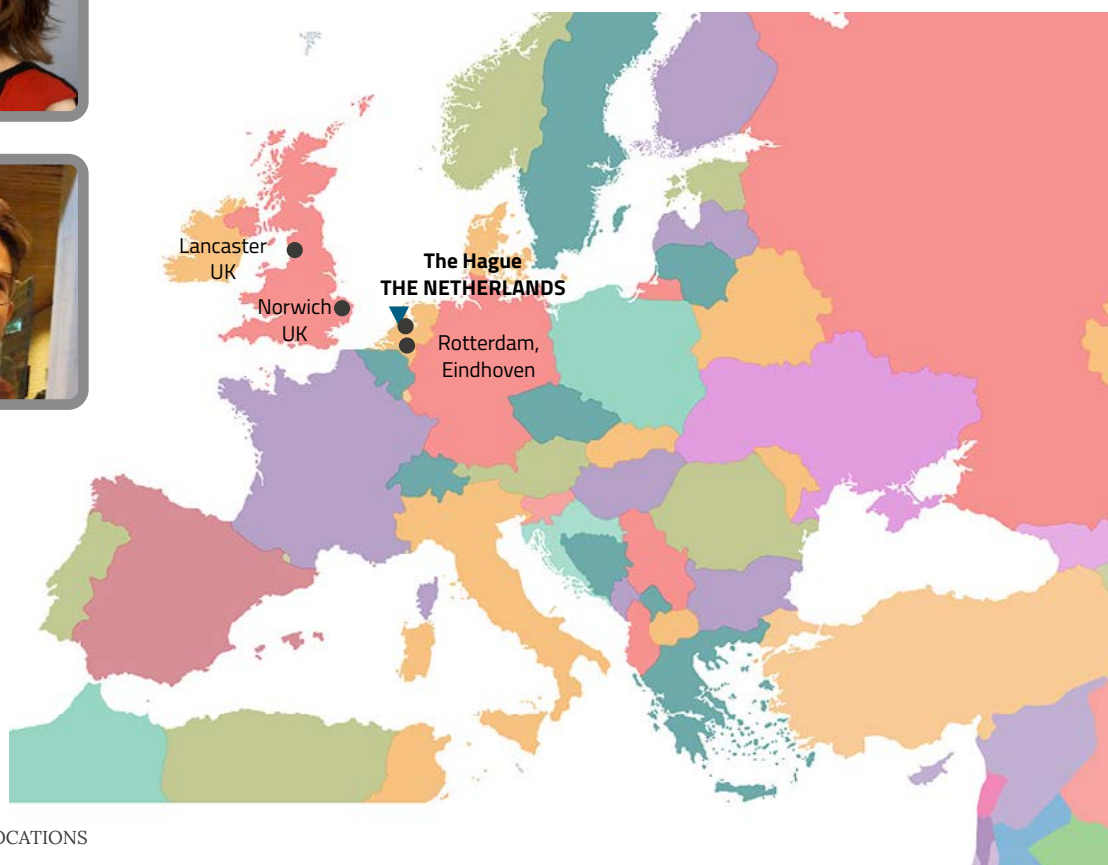 Lancaster
UK
The Hague
THE NETHERLANDS
Norwich
UK
Rotterdam,
Eindhoven